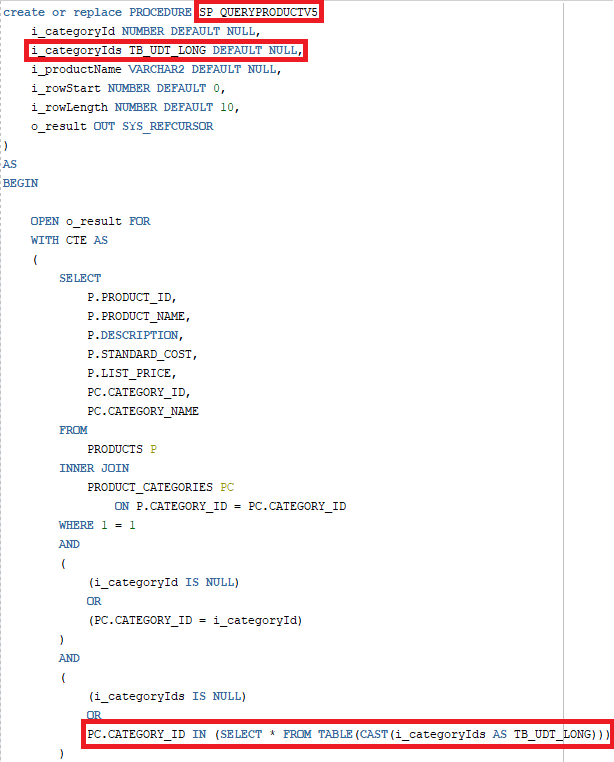 create or replace PROCEDURE SP_QUERYPRODUCTV5
i_categoryId NUMBER DEFAULT NULL,
i_categoryIds TB_UDT_LONG DEFAULT NULL,
i_productName VARCHAR2 DEFAULT NULL,
i_rowStart NUMBER DEFAULT 0,
i_rowLength NUMBER DEFAULT 10,
o_result OUT SYS_REFCURSOR
)
AS
BEGIN
OPEN o_result FOR
WITH CTE AS
(
SELECT
P.PRODUCT_ID,
P.PRODUCT_NAME,
P.DESCRIPTION,
P.STANDARD_COST,
P.LIST_PRICE,
PC.CATEGORY_ID,
PC.CATEGORY_NAME
FROM
PRODUCTS P
INNER JOIN
PRODUCT_CATEGORIES PC
ON P.CATEGORY_ID = PC.CATEGORY_ID
WHERE 1 = 1
AND
(
(i_categoryId IS NULL)
OR
(PC.CATEGORY_ID = i_categoryId)
)
AND
(
(i_categoryIds IS NULL)
OR
PC.CATEGORY_ID IN (SELECT * FROM TABLE(CAST(i_categoryIds AS TB_UDT_LONG)))
)